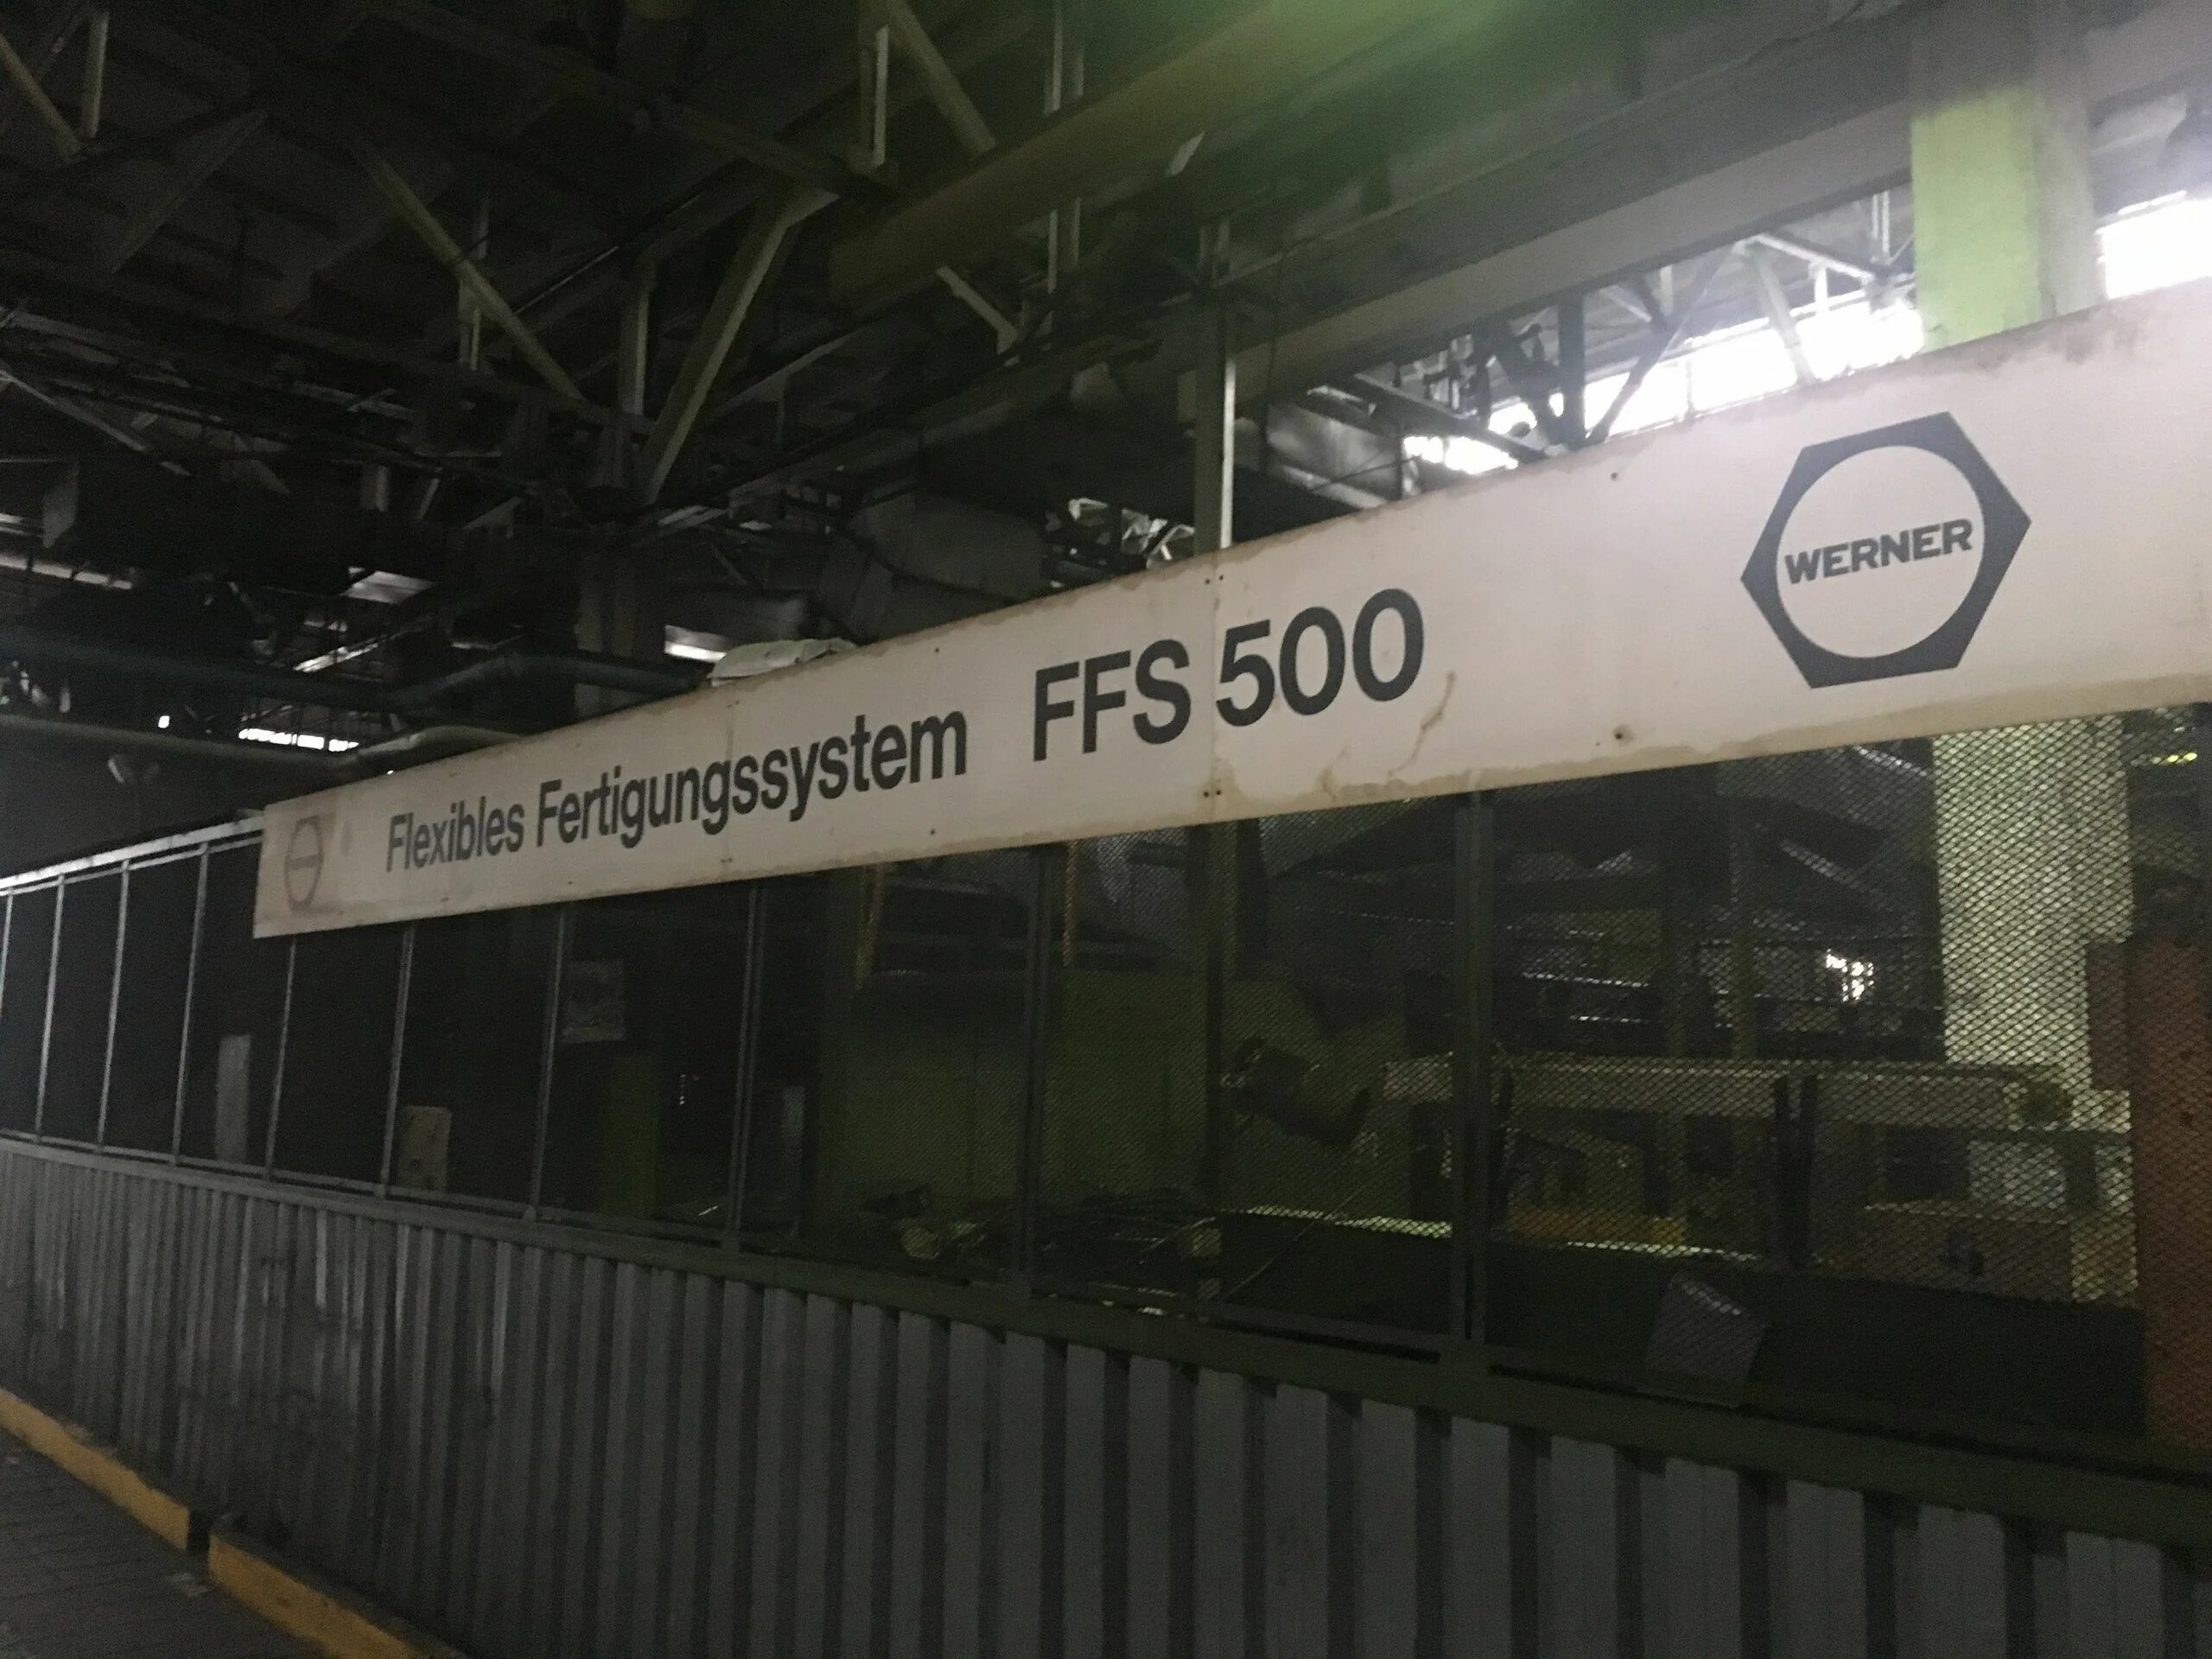 Flexibles Fertigungssystem FFS 500
WERNER